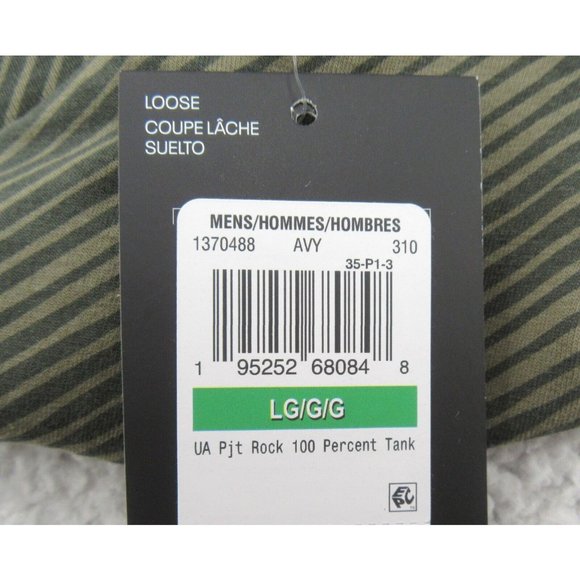 LOOSE
COUPE LÂCHE
SUELTO
MENS/HOMMES/HOMBRES
1370488 AVY 310
35-P1-3
1 95252 68084 8
LG/G/G
UA Pjt Rock 100 Percent Tank
EPC